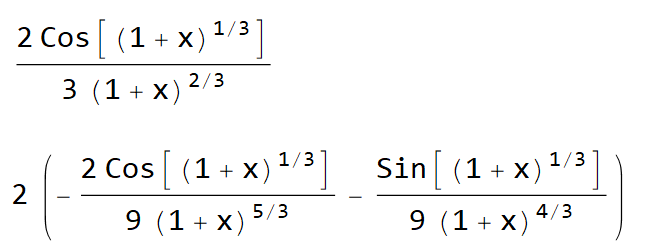 2 Cos[(1 + x)^(1/3)] / (3 (1 + x)^(2/3))
2 (- 2 Cos[(1 + x)^(1/3)] / (9 (1 + x)^(5/3)) - Sin[(1 + x)^(1/3)] / (9 (1 + x)^(4/3)))